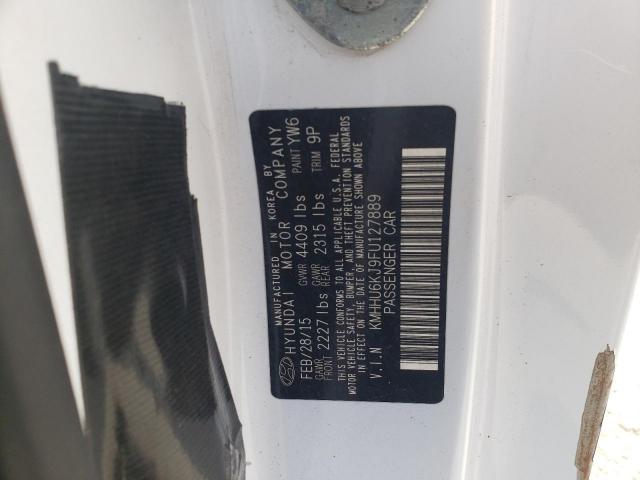 MANUFACTURED IN KOREA BY
HYUNDAI MOTOR COMPANY
FEB/28/15 GVWR 4409 lbs PAINT YW6
GAWR FRONT 2227 lbs GAWR REAR 2315 lbs TRIM 9P
THIS VEHICLE CONFORMS TO ALL APPLICABLE U.S.A. FEDERAL
MOTOR VEHICLE SAFETY, BUMPER, AND THEFT PREVENTION STANDARDS
IN EFFECT ON THE DATE OF MANUFACTURE SHOWN ABOVE
V.I.N KMHHU6KJ9FU127889
PASSENGER CAR